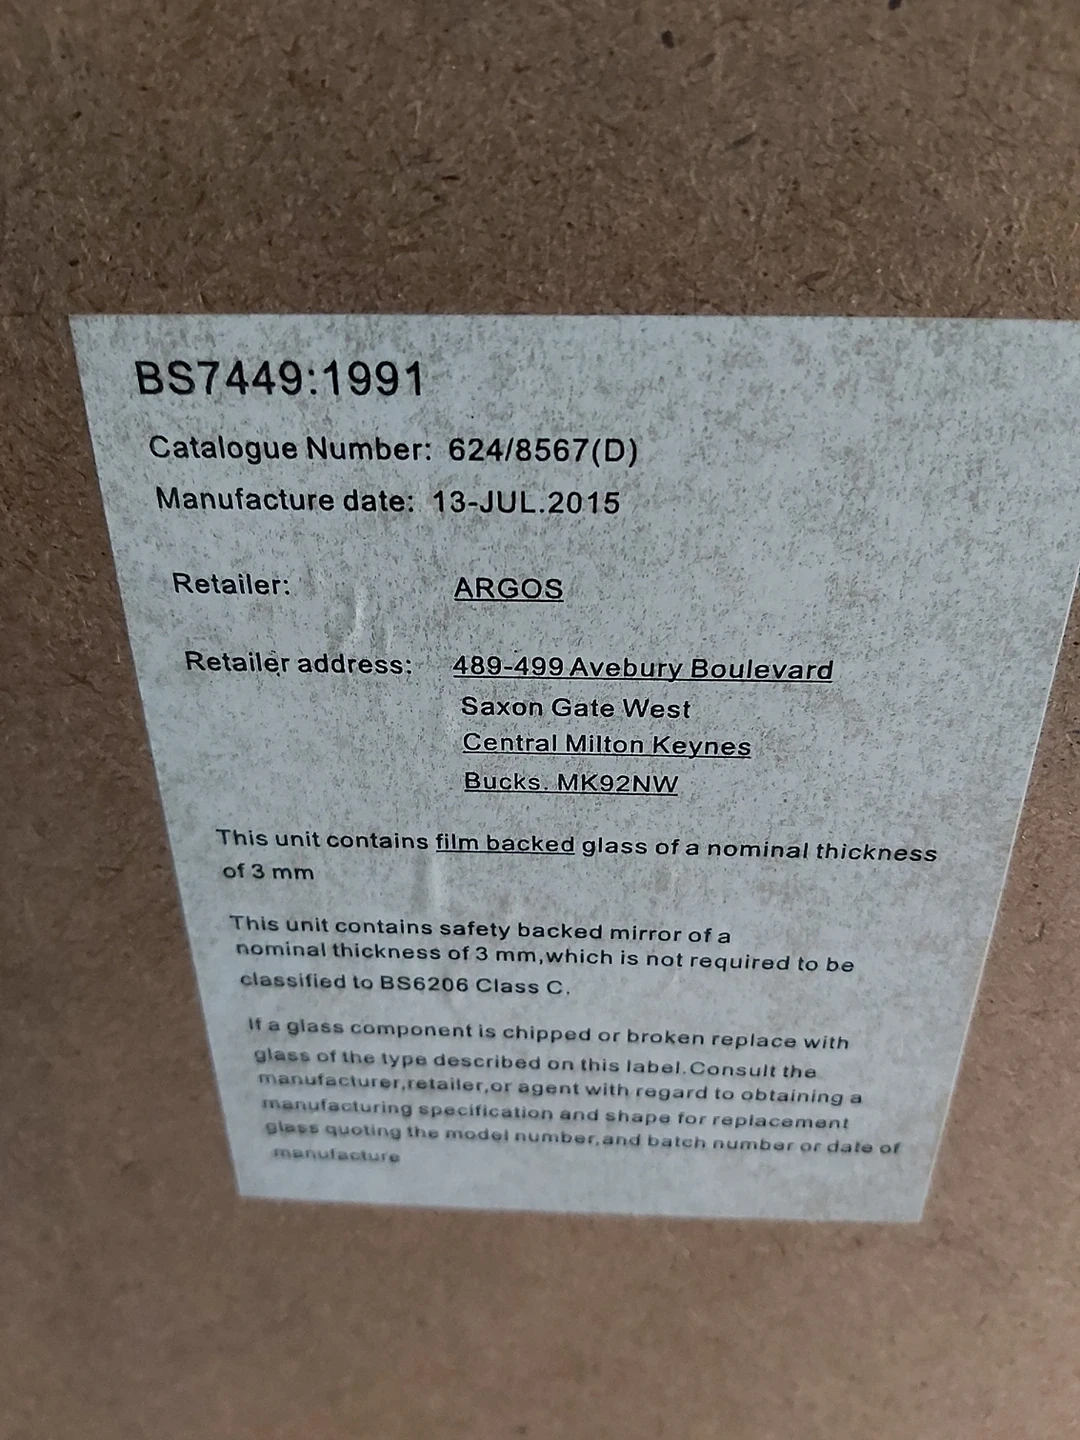 BS7449:1991
Catalogue Number: 624/8567(D)
Manufacture date: 13-JUL.2015
Retailer: ARGOS
Retailer address: 489-499 Avebury Boulevard
Saxon Gate West
Central Milton Keynes
Bucks. MK92NW
This unit contains film backed glass of a nominal thickness
of 3 mm
This unit contains safety backed mirror of a
nominal thickness of 3 mm,which is not required to be
classified to BS6206 Class C.
If a glass component is chipped or broken replace with
glass of the type described on this label.Consult the
manufacturer,retailer,or agent with regard to obtaining a
manufacturing specification and shape for replacement
glass quoting the model number,and batch number or date of
manufacture